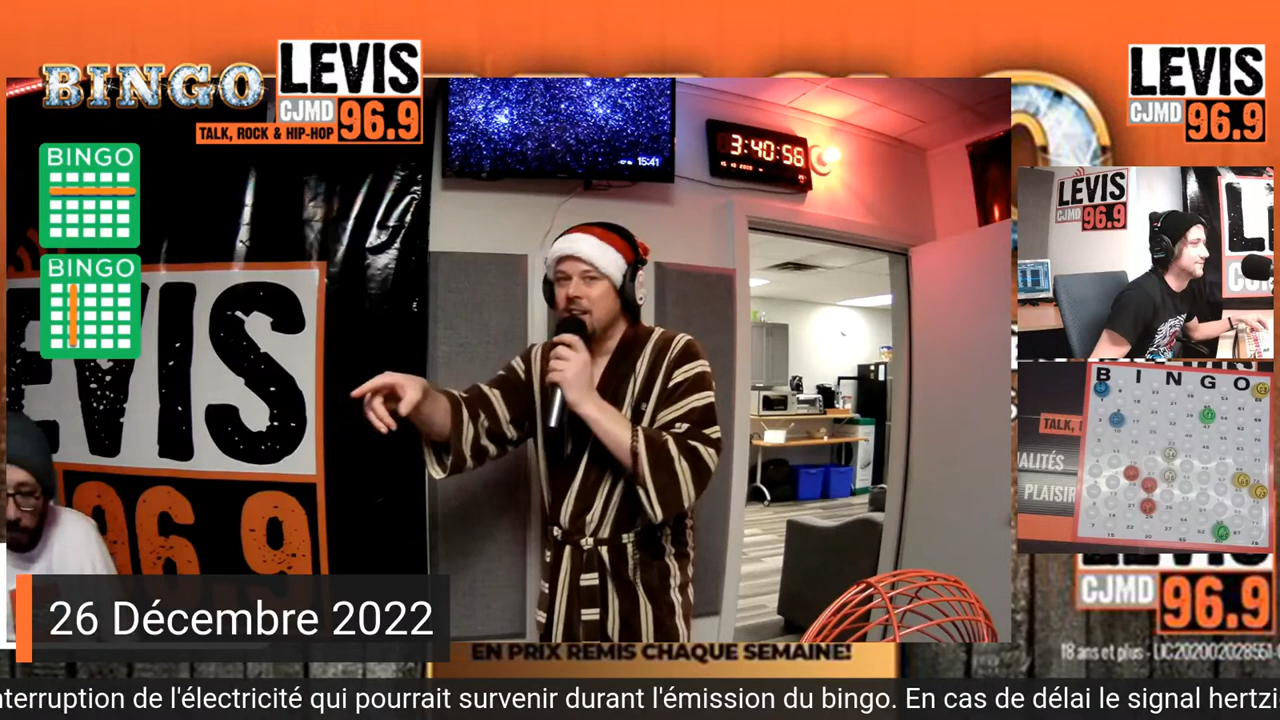 BINGO
LEVIS
CJMD
96.9
TALK, ROCK & HIP-HOP
BINGO
BINGO
15:41
3:40:56
LEVIS
CJMD
96.9
LEVIS
CJMD
96.9
EVIS
96.9
B I N G O
TALK,
ALITÉS
PLAISIR
26 Décembre 2022
EN PRIX REMIS CHAQUE SEMAINE!
LEVIS
CJMD
96.9
18 ans et plus - LIC202002028551-0
nterruption de l'électricité qui pourrait survenir durant l'émission du bingo. En cas de délai le signal hertzi